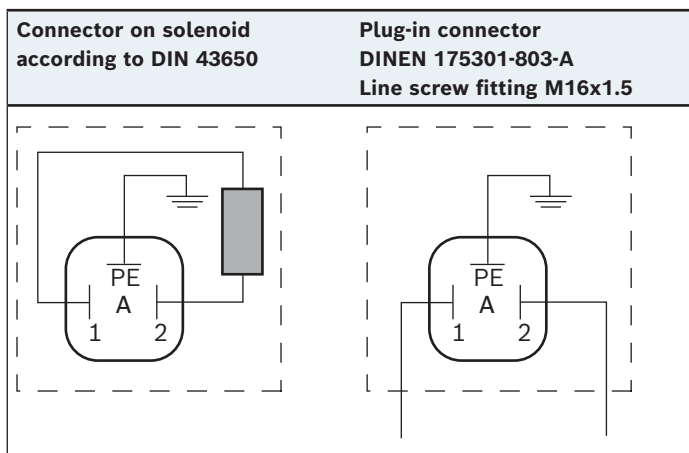 Connector on solenoid
according to DIN 43650
Plug-in connector
DINEN 175301-803-A
Line screw fitting M16x1.5
PE
A
1 2
PE
A
1 2